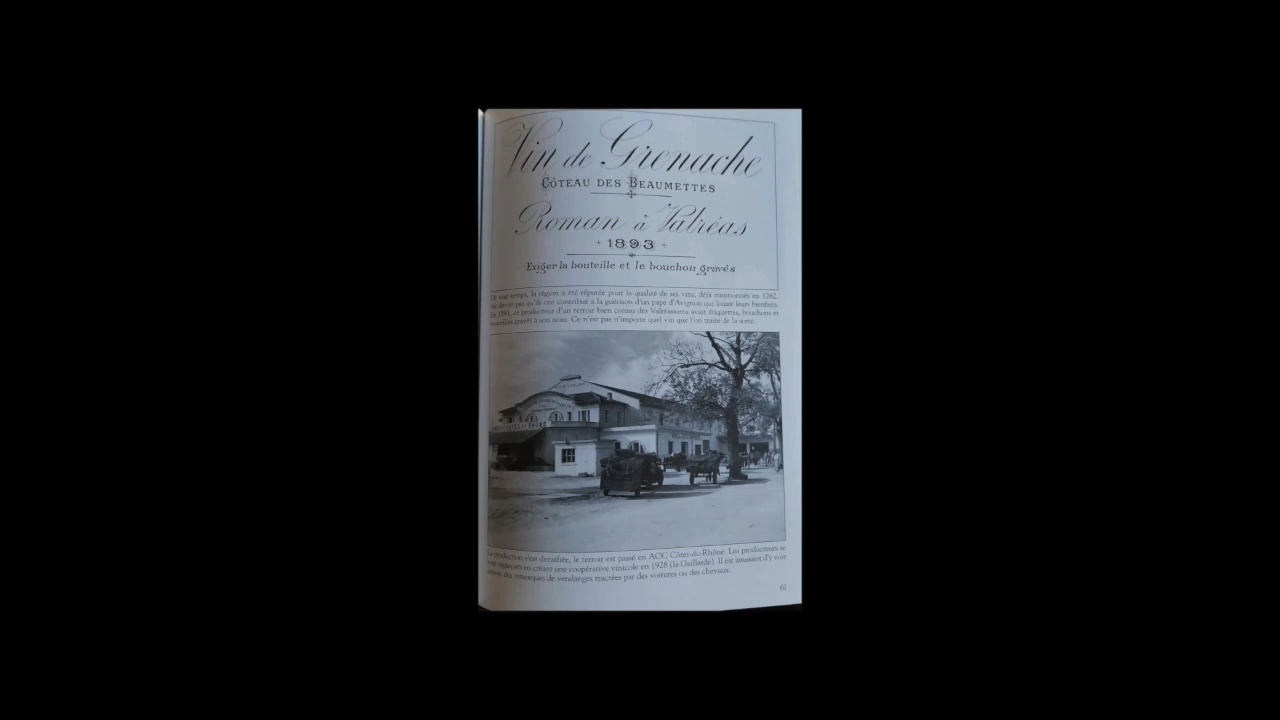 Vin de Grenache
CÔTEAU DES BEAUMETTES
Roman à Valréas
1893
Exiger la bouteille et le bouchon gravés
tout temps, la région a été réputée pour la qualité de ses vins, déjà mentionnés en 1262.
pas qu'ils ont contribué à la guérison d'un pape d'Avignon qui louait leurs bienfaits.
En 1893, ce producteur d'un terroir bien connu des Valréassiens avait étiquettes, bouchons et
bouteilles gravés à son nom. Ce n'est pas n'importe quel vin que l'on traite de la sorte.
La production s'est densifiée, le terroir est passé en AOC Côtes-du-Rhône. Les producteurs se
sont organisés en créant une coopérative vinicole en 1928 (la Gaillarde). Il est amusant d'y voir
des remorques de vendanges tractées par des voitures ou des chevaux.
61